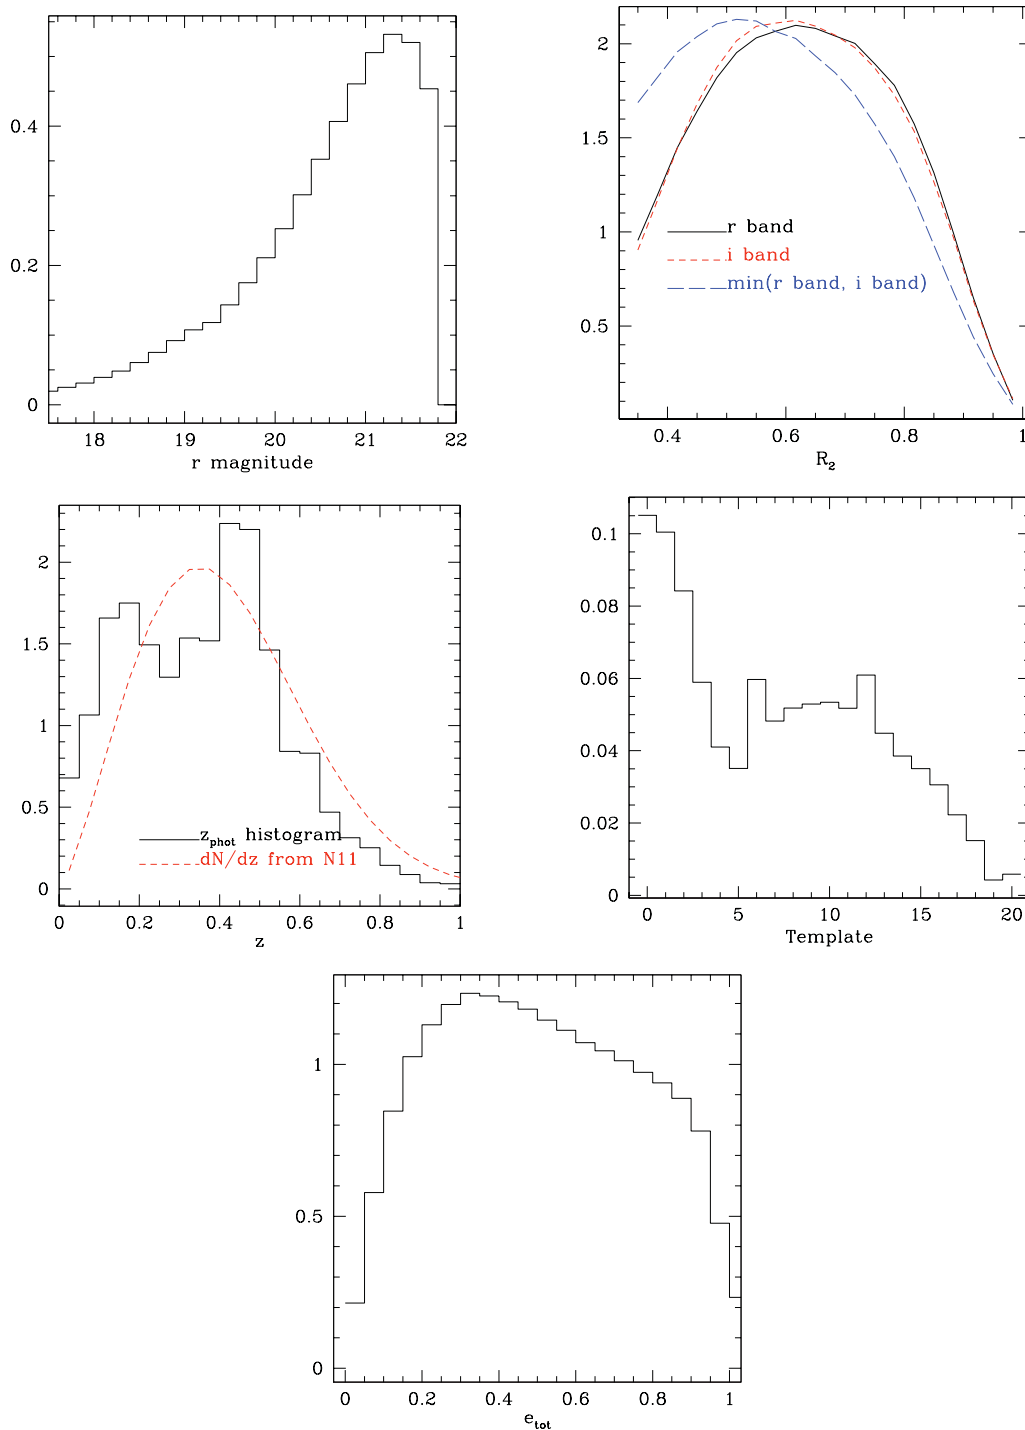 0.4
0.2
0
18 19 20 21 22
r magnitude
2
1.5
1
0.5
r band
i band
min(r band, i band)
0.4 0.6 0.8 1
R₂
2
1.5
1
0.5
0
z_phot histogram
dN/dz from N11
0 0.2 0.4 0.6 0.8 1
z
0.1
0.08
0.06
0.04
0.02
0
0 5 10 15 20
Template
1
0.5
0
0 0.2 0.4 0.6 0.8 1
e_tot